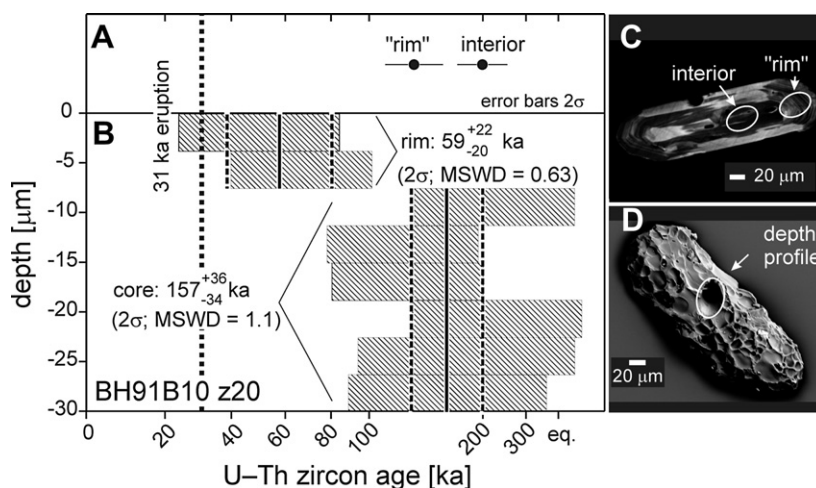 A
"rim" interior
error bars 2σ
31 ka eruption
B
rim: 59 +22 -20 ka
(2σ; MSWD = 0.63)
core: 157 +36 -34 ka
(2σ; MSWD = 1.1)
BH91B10 z20
depth [μm]
0
-5
-10
-15
-20
-25
-30
0 20 40 60 80 100 200 300 eq.
U–Th zircon age [ka]
C
"rim"
interior
20 μm
D
depth
profile
20 μm